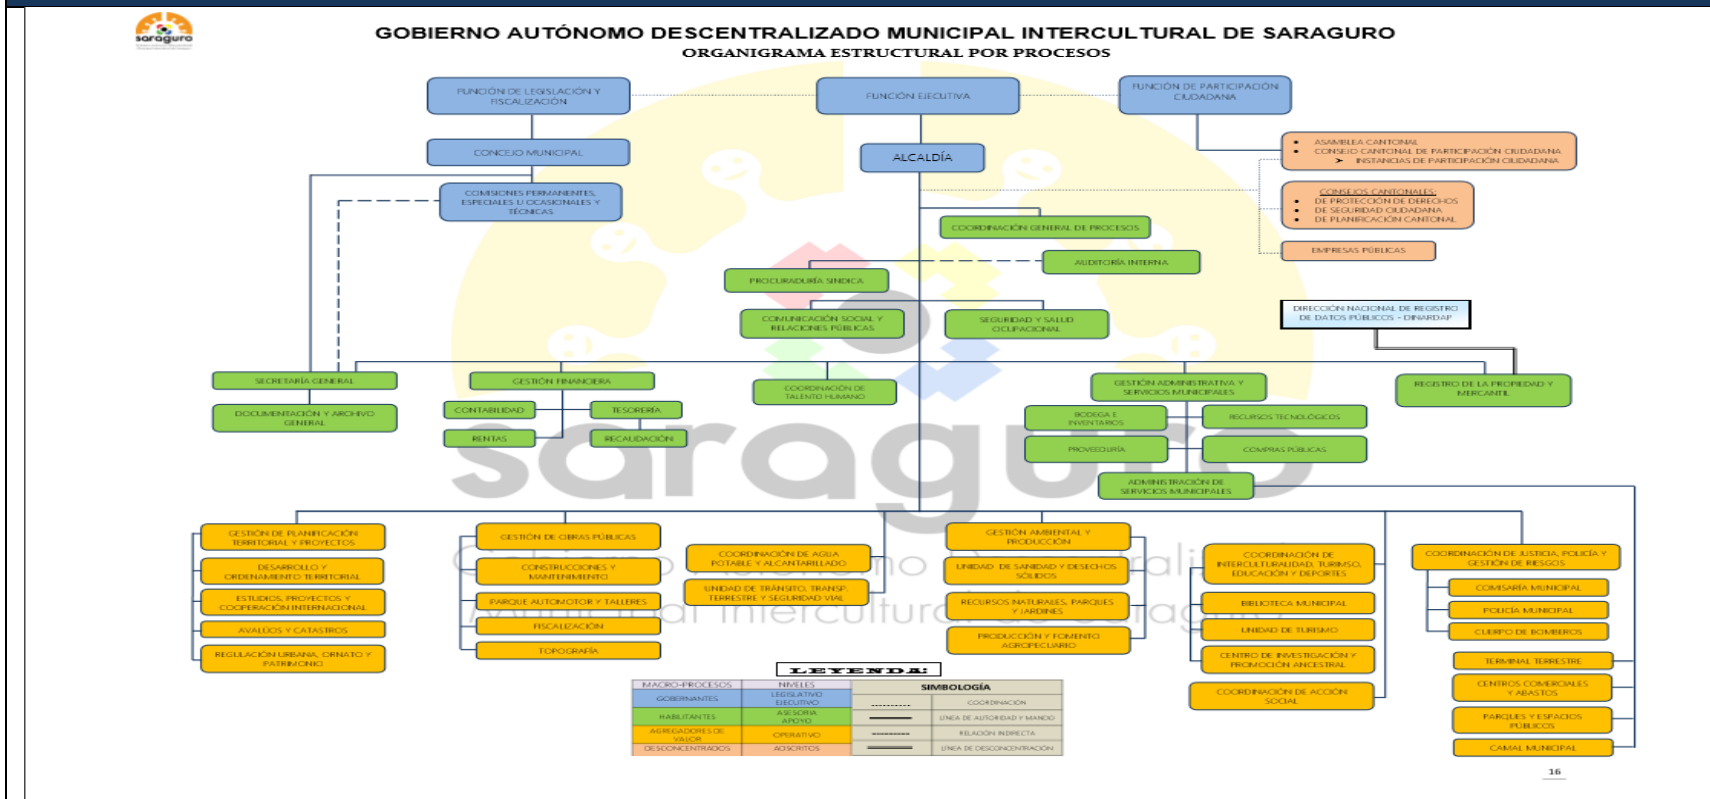 saraguro
GOBIERNO AUTÓNOMO DESCENTRALIZADO MUNICIPAL INTERCULTURAL DE SARAGURO
ORGANIGRAMA ESTRUCTURAL POR PROCESOS
FUNCIÓN DE LEGISLACIÓN Y
FISCALIZACIÓN
FUNCIÓN EJECUTIVA
FUNCIÓN DE PARTICIPACIÓN
CIUDADANA
CONCEJO MUNICIPAL
ALCALDÍA
• ASAMBLEA CANTONAL
• CONSEJO CANTONAL DE PARTICIPACIÓN CIUDADANA
➤ INSTANCIAS DE PARTICIPACIÓN CIUDADANA
COMISIONES PERMANENTES,
ESPECIALES U OCASIONALES Y
TÉCNICAS
CONSEJOS CANTONALES:
• DE PROTECCIÓN DE DERECHOS
• DE SEGURIDAD CIUDADANA
• DE PLANIFICACIÓN CANTONAL
COORDINACIÓN GENERAL DE PROCESOS
EMPRESAS PÚBLICAS
AUDITORÍA INTERNA
PROCURADURÍA SINDICA
COMUNICACIÓN SOCIAL Y
RELACIONES PÚBLICAS
SEGURIDAD Y SALUD
OCUPACIONAL
DIRECCIÓN NACIONAL DE REGISTRO
DE DATOS PÚBLICOS - DINARDAP
SECRETARÍA GENERAL
GESTIÓN FINANCIERA
COORDINACIÓN DE
TALENTO HUMANO
GESTIÓN ADMINISTRATIVA Y
SERVICIOS MUNICIPALES
REGISTRO DE LA PROPIEDAD Y
MERCANTIL
DOCUMENTACIÓN Y ARCHIVO
GENERAL
CONTABILIDAD
TESORERÍA
RENTAS
RECAUDACIÓN
BODEGA E
INVENTARIOS
RECURSOS TECNOLÓGICOS
PROVEEDURÍA
COMPRAS PÚBLICAS
ADMINISTRACIÓN DE
SERVICIOS MUNICIPALES
saraguro
GESTIÓN DE PLANIFICACIÓN
TERRITORIAL Y PROYECTOS
DESARROLLO Y
ORDENAMIENTO TERRITORIAL
ESTUDIOS, PROYECTOS Y
COOPERACIÓN INTERNACIONAL
AVALÚOS Y CATASTROS
REGULACIÓN URBANA, ORNATO Y
PATRIMONIO
GESTIÓN DE OBRAS PÚBLICAS
CONSTRUCCIONES Y
MANTENIMIENTO
PARQUE AUTOMOTOR Y TALLERES
FISCALIZACIÓN
TOPOGRAFÍA
COORDINACIÓN DE AGUA
POTABLE Y ALCANTARILLADO
UNIDAD DE TRÁNSITO, TRANSP,
TERRESTRE Y SEGURIDAD VIAL
GESTIÓN AMBIENTAL Y
PRODUCCIÓN
UNIDAD DE SANIDAD Y DESECHOS
SÓLIDOS
RECURSOS NATURALES, PARQUES
Y JARDINES
PRODUCCIÓN Y FOMENTO
AGROPECUARIO
COORDINACIÓN DE
INTERCULTURALIDAD, TURIMSO,
EDUCACIÓN Y DEPORTES
BIBLIOTECA MUNICIPAL
UNIDAD DE TURISMO
CENTRO DE INVESTIGACIÓN Y
PROMOCIÓN ANCESTRAL
COORDINACIÓN DE ACCIÓN
SOCIAL
COORDINACIÓN DE JUSTICIA, POLICÍA Y
GESTIÓN DE RIESGOS
COMISARÍA MUNICIPAL
POLICÍA MUNICIPAL
CUERPO DE BOMBEROS
TERMINAL TERRESTRE
CENTROS COMERCIALES
Y ABASTOS
PARQUES Y ESPACIOS
PÚBLICOS
CAMAL MUNICIPAL
LEYENDA:
MACRO-PROCESOS NIVELES SIMBOLOGÍA
GOBERNANTES LEGISLATIVO
EJECUTIVO COORDINACIÓN
HABILITANTES ASESORIA
APOYO LÍNEA DE AUTORIDAD Y MANDO
AGREGADORES DE
VALOR OPERATIVO RELACIÓN INDIRECTA
DESCONCENTRADOS ADSCRITOS LÍNEA DE DESCONCENTRACIÓN
16